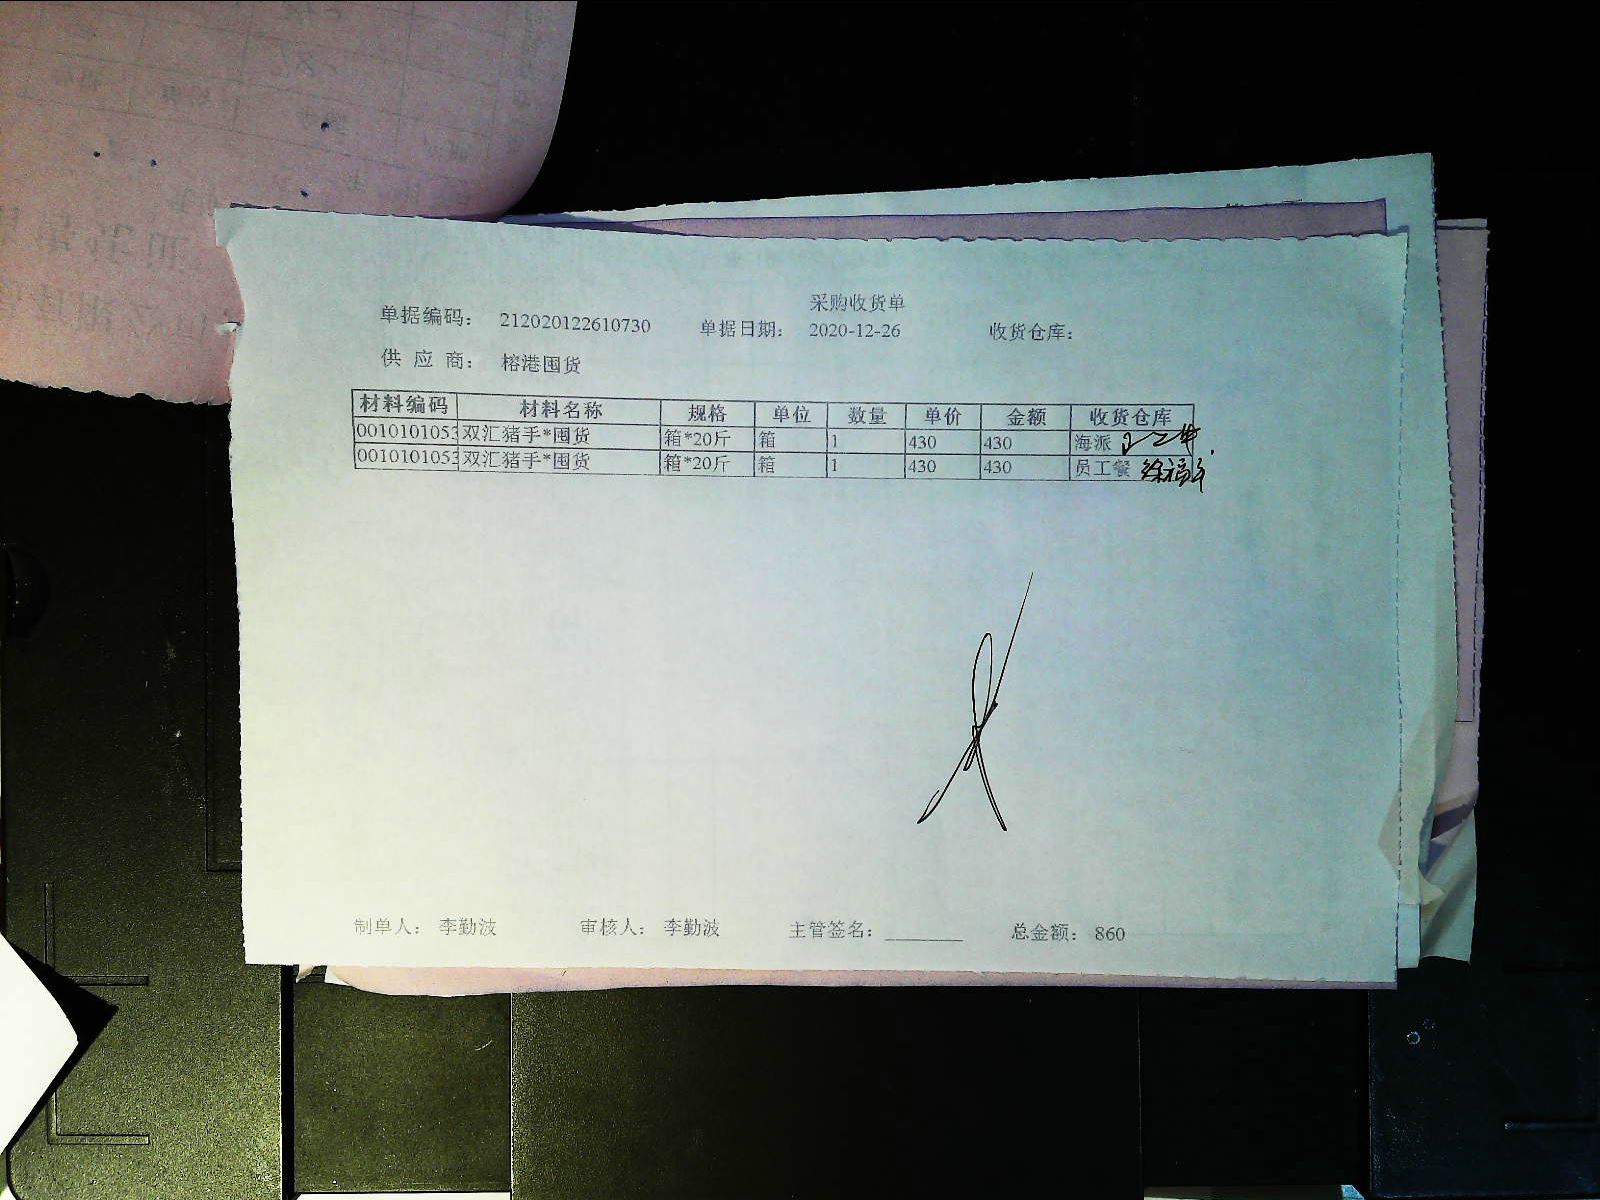 采购收货单
单据编码： 212020122610730 单据日期： 2020-12-26 收货仓库：
供 应 商： 榕港囤货
材料编码 材料名称 规格 单位 数量 单价 金额 收货仓库
0010101053 双汇猪手*囤货 箱*20斤 箱 1 430 430 海派
0010101053 双汇猪手*囤货 箱*20斤 箱 1 430 430 员工餐
制单人： 李勤波 审核人： 李勤波 主管签名： 总金额： 860